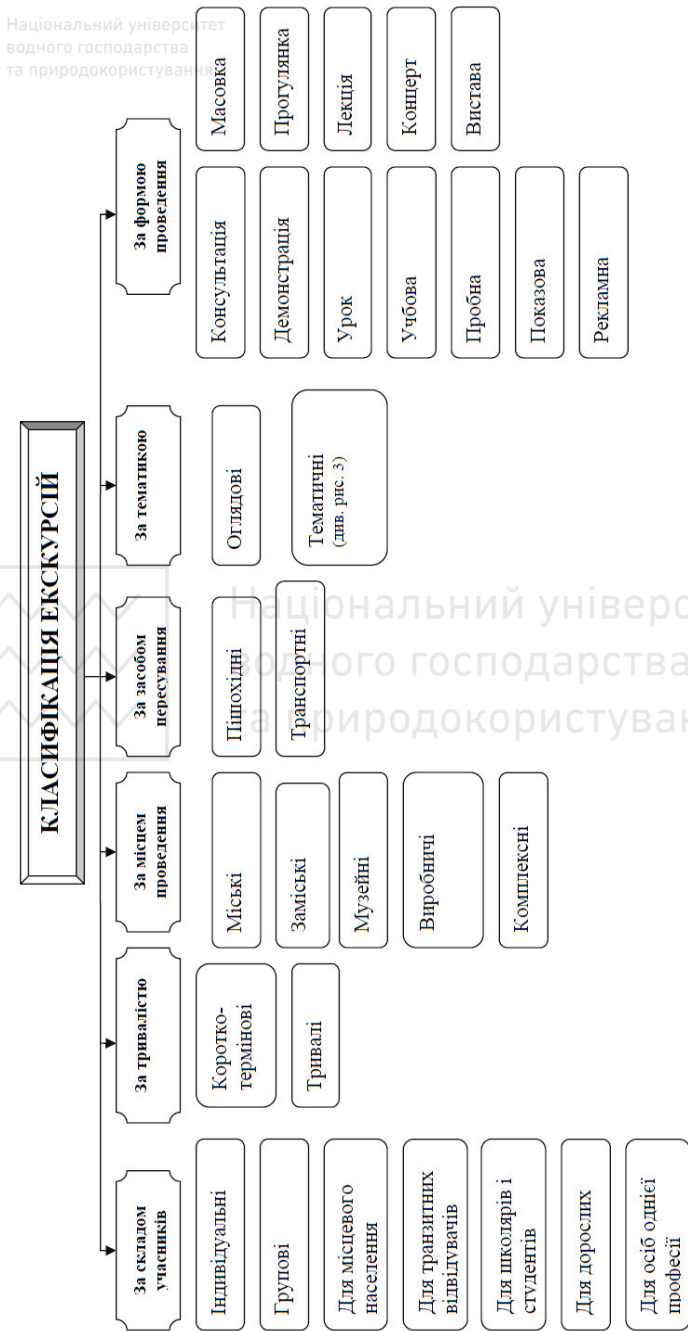 Національний університет
водного господарства
та природокористування
КЛАСИФІКАЦІЯ ЕКСКУРСІЙ
За складом
учасників
Індивідуальні
Групові
Для місцевого
населення
Для транзитних
відвідувачів
Для школярів і
студентів
Для дорослих
Для осіб однієї
професії
За тривалістю
Коротко-
термінові
Тривалі
За місцем
проведення
Міські
Заміські
Музейні
Виробничі
Комплексні
За засобом
пересування
Пішохідні
Транспортні
За тематикою
Оглядові
Тематичні
(див. рис. 3)
За формою
проведення
Консультація
Демонстрація
Урок
Учбова
Пробна
Показова
Рекламна
Масовка
Прогулянка
Лекція
Концерт
Вистава
Національний універс
водного господарства
та природокористуван